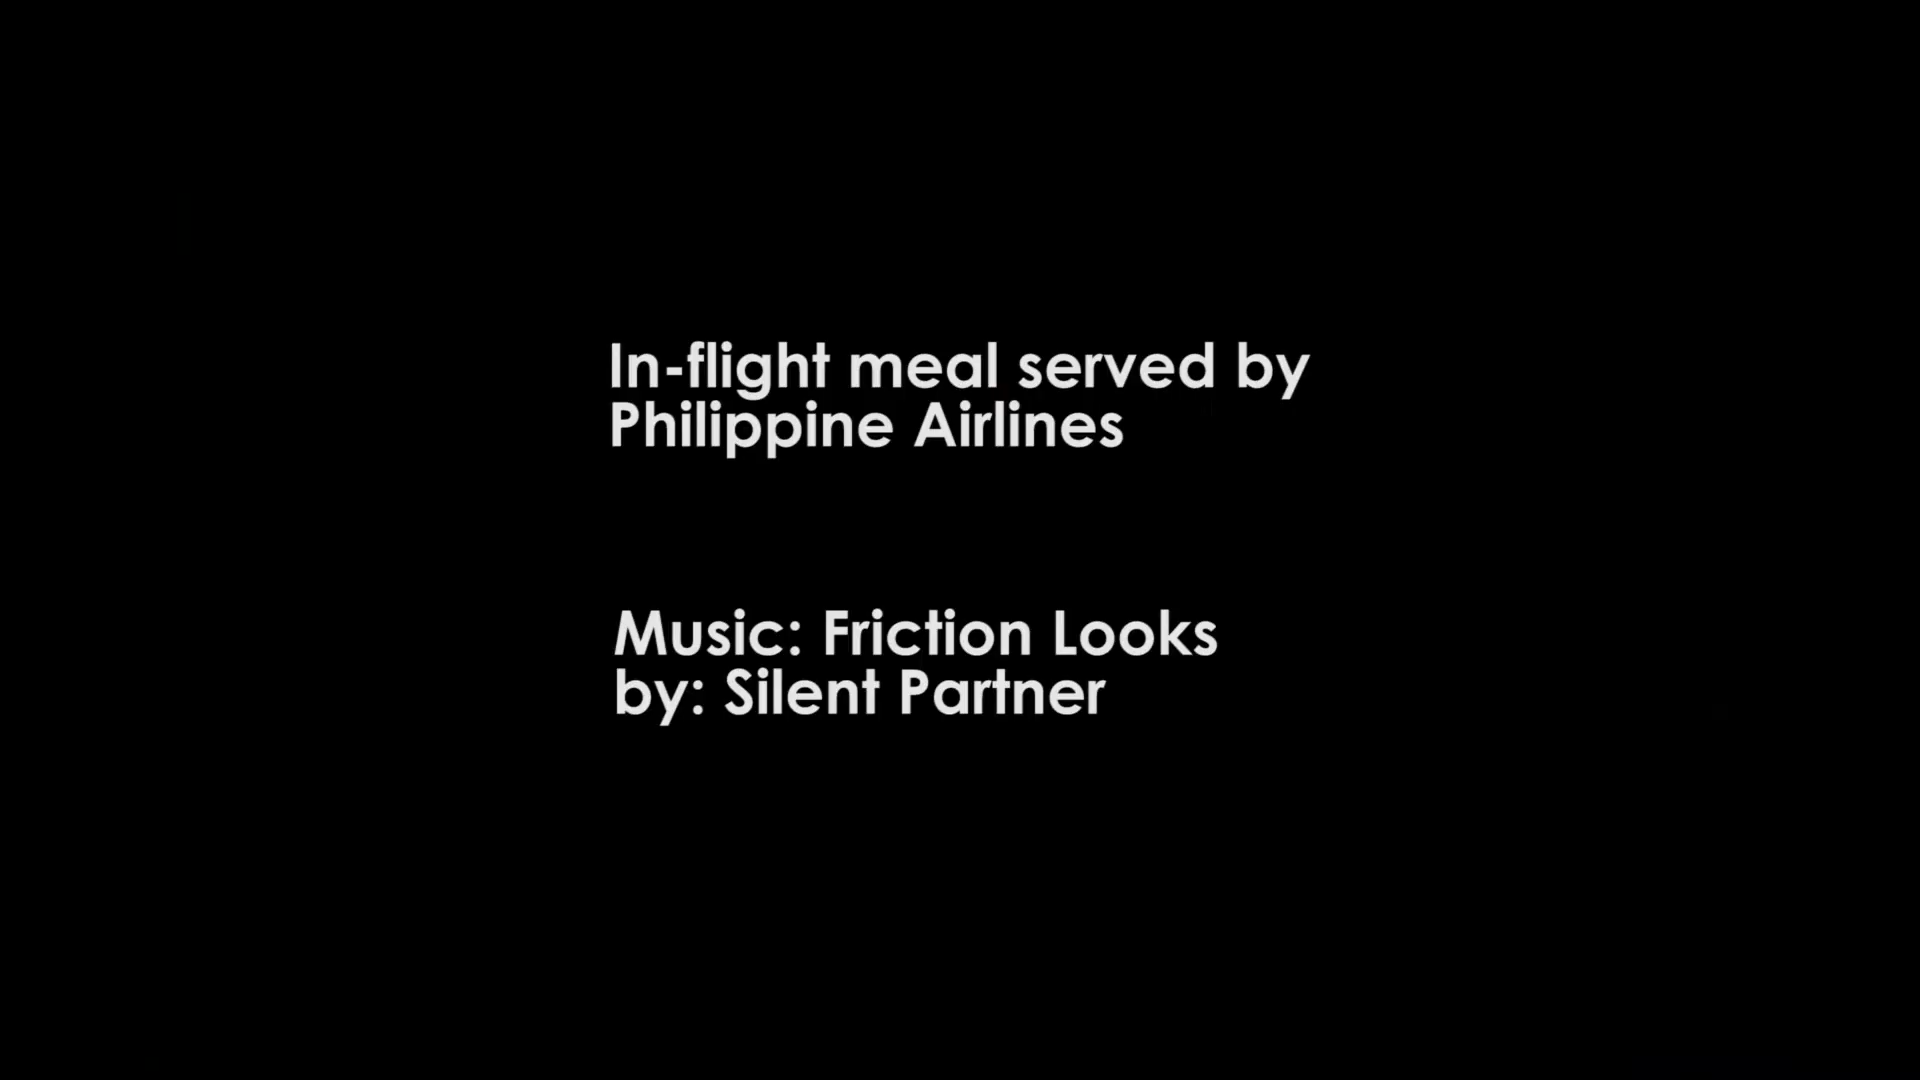 In-flight meal served by
Philippine Airlines
Music: Friction Looks
by: Silent Partner